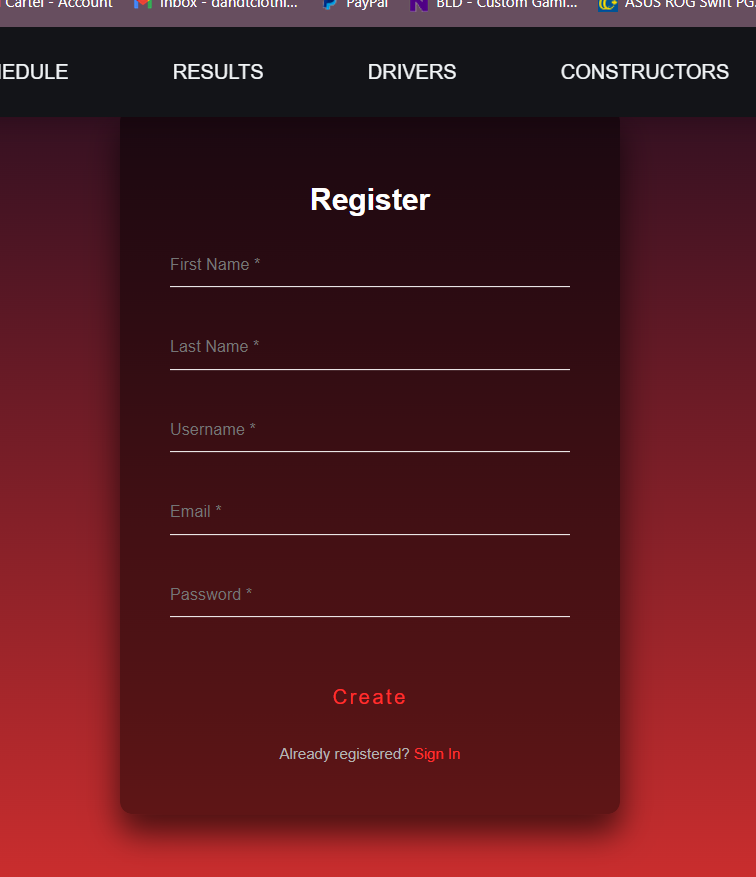 Cartel - Account Inbox - dandtclothi... PayPal BLD - Custom Gami... ASUS ROG Swift PG
RESULTS DRIVERS CONSTRUCTORS
Register
First Name *
Last Name *
Username *
Email *
Password *
Create
Already registered? Sign In